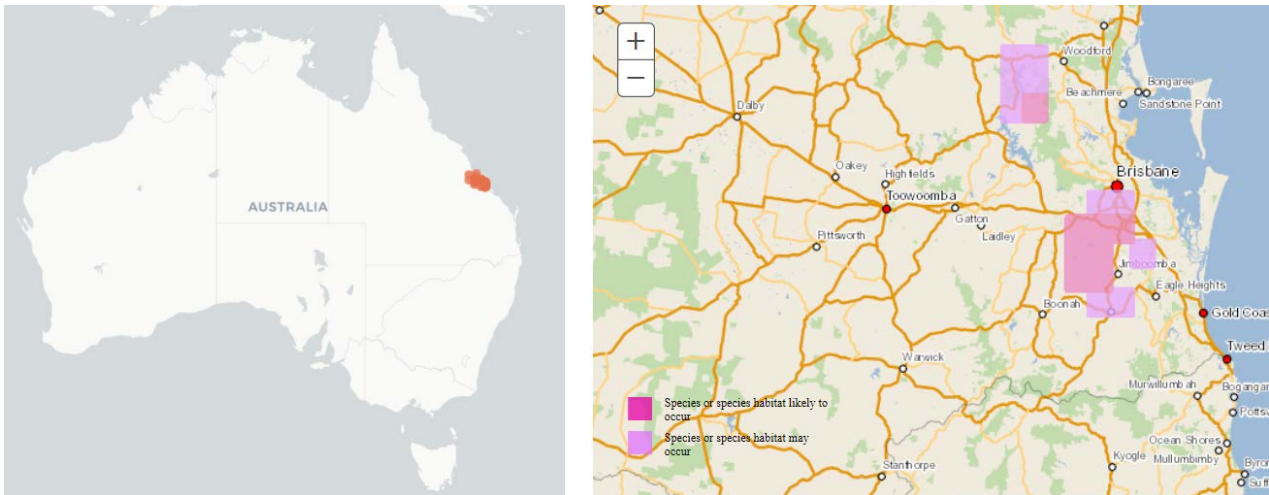 AUSTRALIA
+
−
Woodford
Bongaree
Beachmere
Sandstone Point
Dalby
Oakey
Highfields
Brisbane
Toowoomba
Gatton
Laidley
Pittsworth
Jimboomba
Eagle Heights
Boonah
Gold Coas
Tweed
Warwick
Murwillumbah
Bogangar
Pottsv
Species or species habitat likely to
occur
Species or species habitat may
occur
Ocean Shores
Mullumbimby
Kyogle
Stanthorpe
Byron
Suff